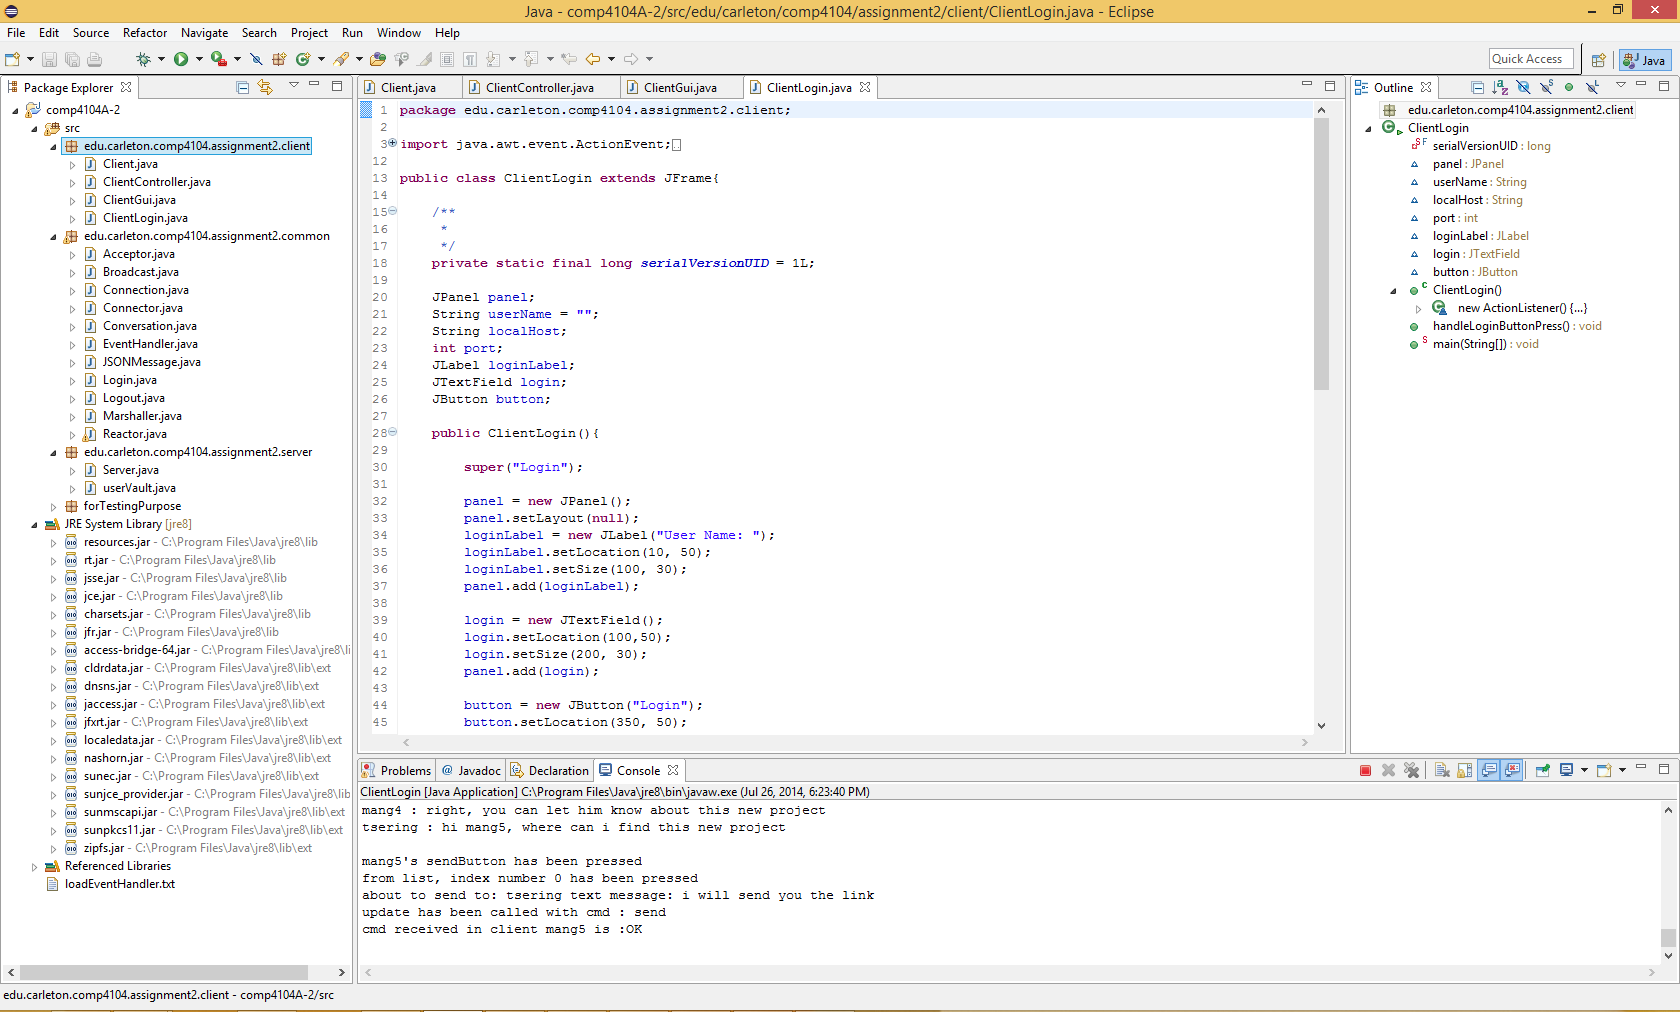 Java - comp4104A-2/src/edu/carleton/comp4104/assignment2/client/ClientLogin.java - Eclipse
File Edit Source Refactor Navigate Search Project Run Window Help
Quick Access
Java
Package Explorer
comp4104A-2
src
edu.carleton.comp4104.assignment2.client
Client.java
ClientController.java
ClientGui.java
ClientLogin.java
edu.carleton.comp4104.assignment2.common
Acceptor.java
Broadcast.java
Connection.java
Connector.java
Conversation.java
EventHandler.java
JSONMessage.java
Login.java
Logout.java
Marshaller.java
Reactor.java
edu.carleton.comp4104.assignment2.server
Server.java
userVault.java
forTestingPurpose
JRE System Library [jre8]
resources.jar - C:\Program Files\Java\jre8\lib
rt.jar - C:\Program Files\Java\jre8\lib
jsse.jar - C:\Program Files\Java\jre8\lib
jce.jar - C:\Program Files\Java\jre8\lib
charsets.jar - C:\Program Files\Java\jre8\lib
jfr.jar - C:\Program Files\Java\jre8\lib
access-bridge-64.jar - C:\Program Files\Java\jre8\li
cldrdata.jar - C:\Program Files\Java\jre8\lib\ext
dnsns.jar - C:\Program Files\Java\jre8\lib\ext
jaccess.jar - C:\Program Files\Java\jre8\lib\ext
jfxrt.jar - C:\Program Files\Java\jre8\lib\ext
localedata.jar - C:\Program Files\Java\jre8\lib\ext
nashorn.jar - C:\Program Files\Java\jre8\lib\ext
sunec.jar - C:\Program Files\Java\jre8\lib\ext
sunjce_provider.jar - C:\Program Files\Java\jre8\lib
sunmscapi.jar - C:\Program Files\Java\jre8\lib\ext
sunpkcs11.jar - C:\Program Files\Java\jre8\lib\ext
zipfs.jar - C:\Program Files\Java\jre8\lib\ext
Referenced Libraries
loadEventHandler.txt
Client.java ClientController.java ClientGui.java ClientLogin.java
1 package edu.carleton.comp4104.assignment2.client;
2
3 import java.awt.event.ActionEvent;
12
13 public class ClientLogin extends JFrame{
14
15 /**
16 *
17 */
18 private static final long serialVersionUID = 1L;
19
20 JPanel panel;
21 String userName = "";
22 String localHost;
23 int port;
24 JLabel loginLabel;
25 JTextField login;
26 JButton button;
27
28 public ClientLogin(){
29
30 super("Login");
31
32 panel = new JPanel();
33 panel.setLayout(null);
34 loginLabel = new JLabel("User Name: ");
35 loginLabel.setLocation(10, 50);
36 loginLabel.setSize(100, 30);
37 panel.add(loginLabel);
38
39 login = new JTextField();
40 login.setLocation(100,50);
41 login.setSize(200, 30);
42 panel.add(login);
43
44 button = new JButton("Login");
45 button.setLocation(350, 50);
Outline
edu.carleton.comp4104.assignment2.client
ClientLogin
serialVersionUID : long
panel : JPanel
userName : String
localHost : String
port : int
loginLabel : JLabel
login : JTextField
button : JButton
ClientLogin()
new ActionListener() {...}
handleLoginButtonPress() : void
main(String[]) : void
Problems @ Javadoc Declaration Console
ClientLogin [Java Application] C:\Program Files\Java\jre8\bin\javaw.exe (Jul 26, 2014, 6:23:40 PM)
mang4 : right, you can let him know about this new project
tsering : hi mang5, where can i find this new project
mang5's sendButton has been pressed
from list, index number 0 has been pressed
about to send to: tsering text message: i will send you the link
update has been called with cmd : send
cmd received in client mang5 is :OK
edu.carleton.comp4104.assignment2.client - comp4104A-2/src